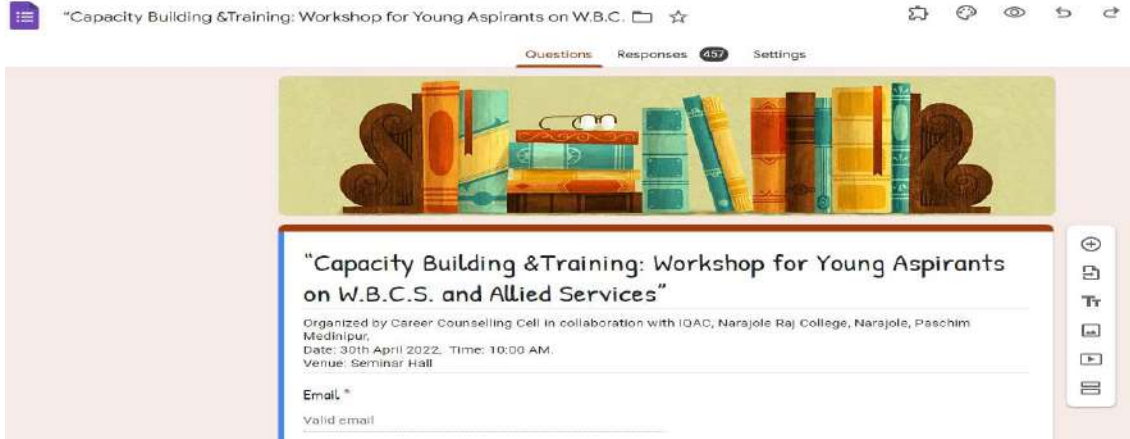 "Capacity Building &Training: Workshop for Young Aspirants on W.B.C.
Questions Responses 457 Settings
"Capacity Building &Training: Workshop for Young Aspirants
on W.B.C.S. and Allied Services"
Organized by Career Counselling Cell in collaboration with IQAC, Narajole Raj College, Narajole, Paschim
Medinipur,
Date: 30th April 2022, Time: 10:00 AM.
Venue: Seminar Hall
Email *
Valid email
Tт